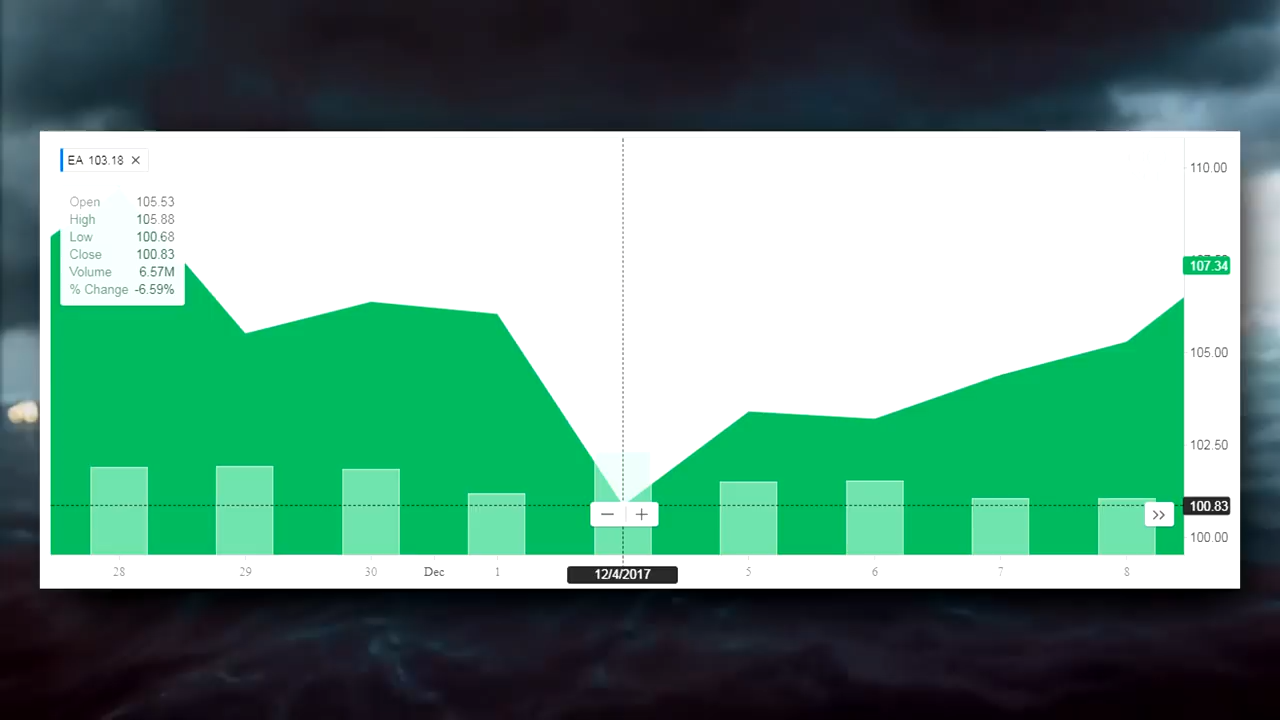 EA 103.18 ×
Open 105.53
High 105.88
Low 100.68
Close 100.83
Volume 6.57M
% Change -6.59%
110.00
107.34
105.00
102.50
100.83
100.00
28 29 30 Dec 1 12/4/2017 5 6 7 8